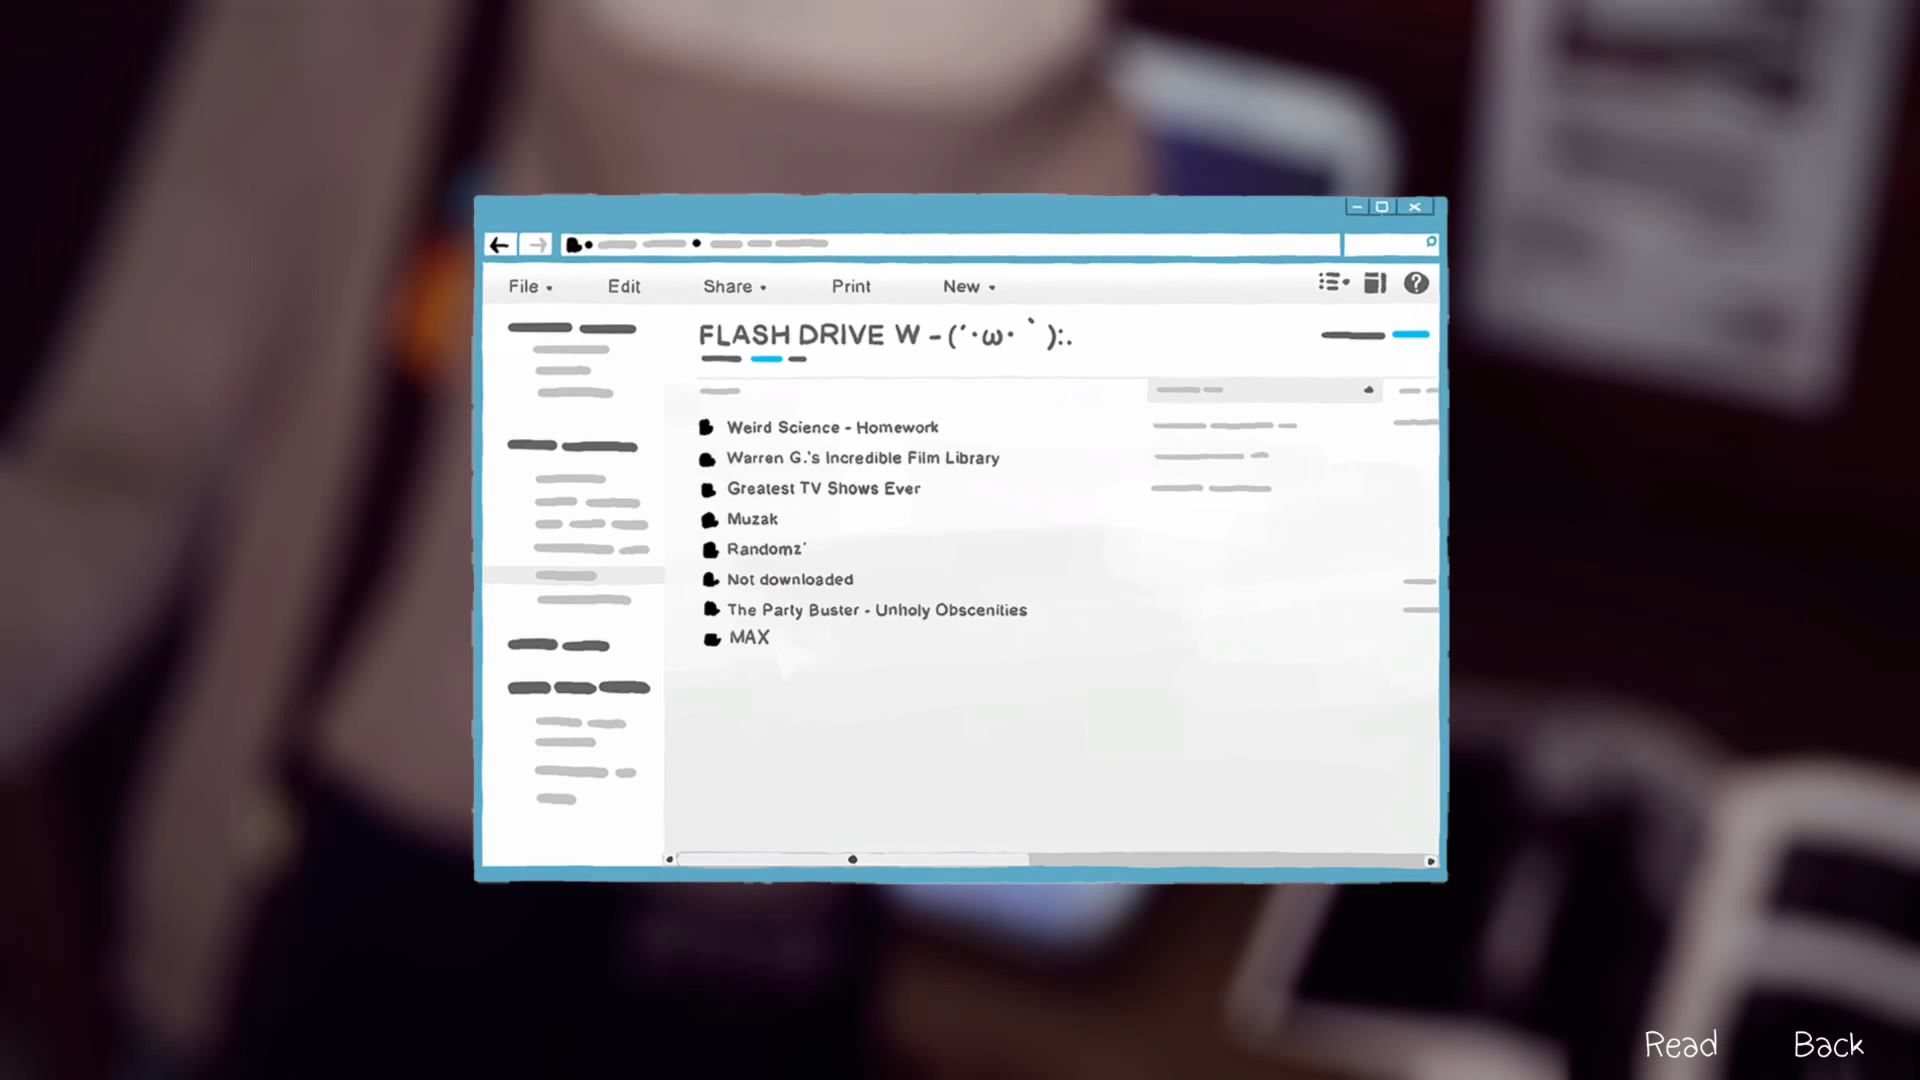 File Edit Share Print New
FLASH DRIVE W - (´･ω･｀):.
Weird Science - Homework
Warren G.'s Incredible Film Library
Greatest TV Shows Ever
Muzak
Randomz'
Not downloaded
The Party Buster - Unholy Obscenities
MAX
Read Back